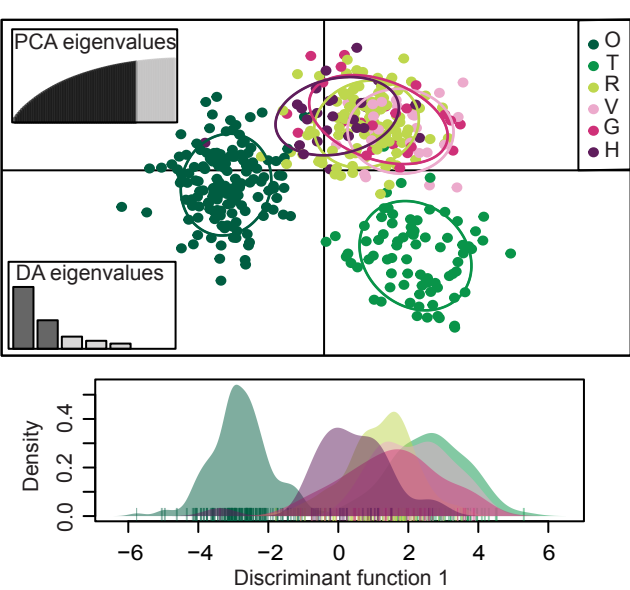 PCA eigenvalues
O
T
R
V
G
H
DA eigenvalues
Density
0.0 0.2 0.4
−6 −4 −2 0 2 4 6
Discriminant function 1